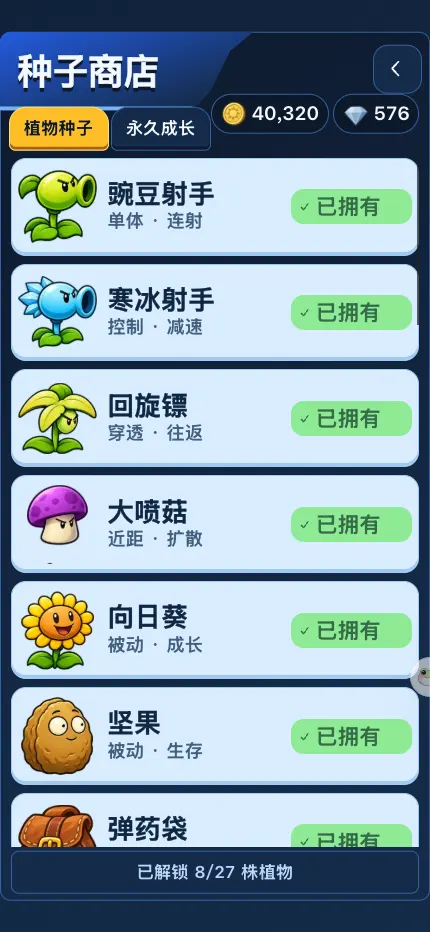 种子商店
40,320
576
植物种子
永久成长
豌豆射手
单体 · 连射
✓ 已拥有
寒冰射手
控制 · 减速
✓ 已拥有
回旋镖
穿透 · 往返
✓ 已拥有
大喷菇
近距 · 扩散
✓ 已拥有
向日葵
被动 · 成长
✓ 已拥有
坚果
被动 · 生存
✓ 已拥有
弹药袋
✓ 已拥有
已解锁 8/27 株植物